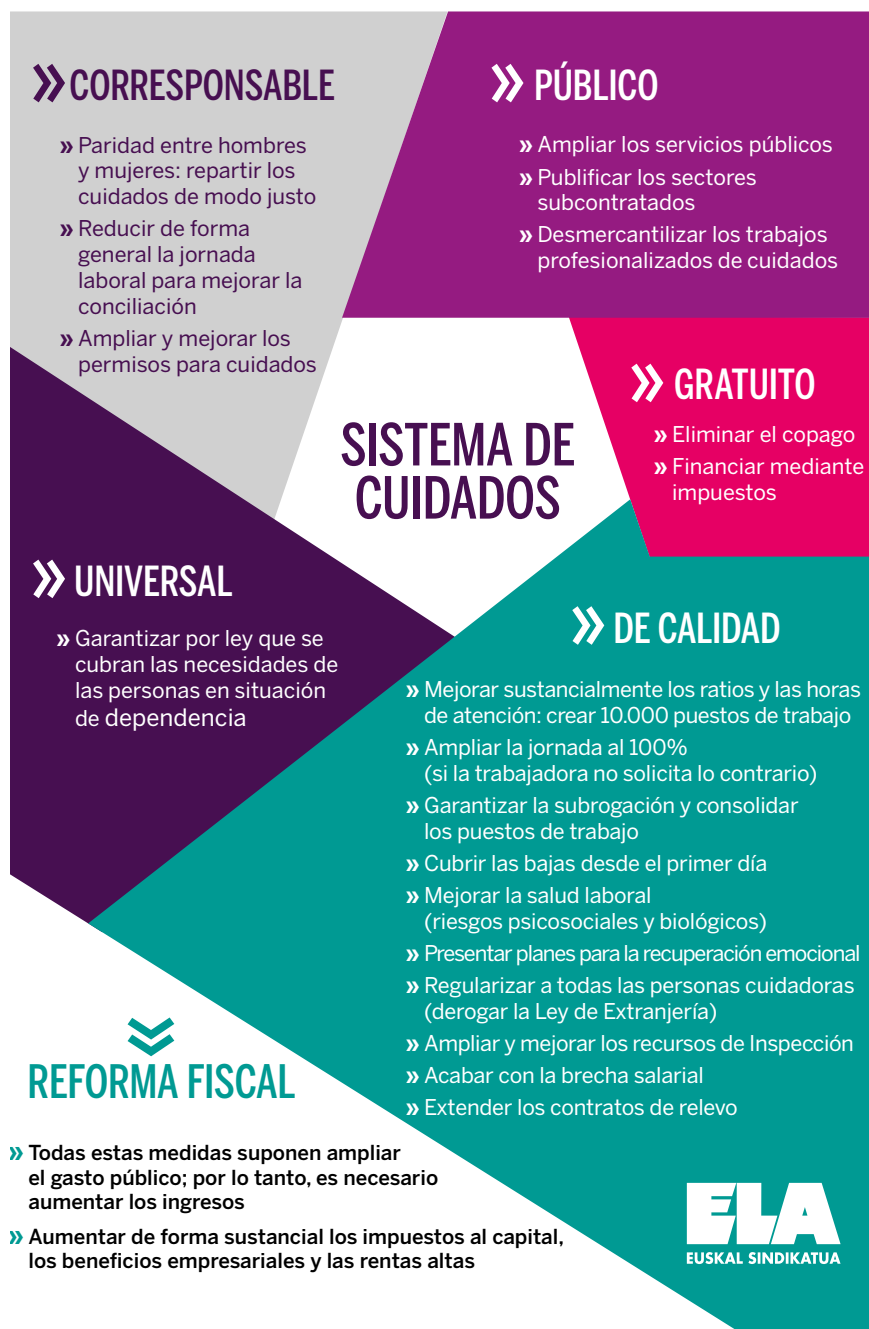 » CORRESPONSABLE
» Paridad entre hombres
y mujeres: repartir los
cuidados de modo justo
» Reducir de forma
general la jornada
laboral para mejorar la
conciliación
» Ampliar y mejorar los
permisos para cuidados
» PÚBLICO
» Ampliar los servicios públicos
» Publificar los sectores
subcontratados
» Desmercantilizar los trabajos
profesionalizados de cuidados
» GRATUITO
» Eliminar el copago
» Financiar mediante
impuestos
SISTEMA DE
CUIDADOS
» UNIVERSAL
» Garantizar por ley que se
cubran las necesidades de
las personas en situación
de dependencia
» DE CALIDAD
» Mejorar sustancialmente los ratios y las horas
de atención: crear 10.000 puestos de trabajo
» Ampliar la jornada al 100%
(si la trabajadora no solicita lo contrario)
» Garantizar la subrogación y consolidar
los puestos de trabajo
» Cubrir las bajas desde el primer día
» Mejorar la salud laboral
(riesgos psicosociales y biológicos)
» Presentar planes para la recuperación emocional
» Regularizar a todas las personas cuidadoras
(derogar la Ley de Extranjería)
» Ampliar y mejorar los recursos de Inspección
» Acabar con la brecha salarial
» Extender los contratos de relevo
REFORMA FISCAL
» Todas estas medidas suponen ampliar
el gasto público; por lo tanto, es necesario
aumentar los ingresos
» Aumentar de forma sustancial los impuestos al capital,
los beneficios empresariales y las rentas altas
ELA
EUSKAL SINDIKATUA